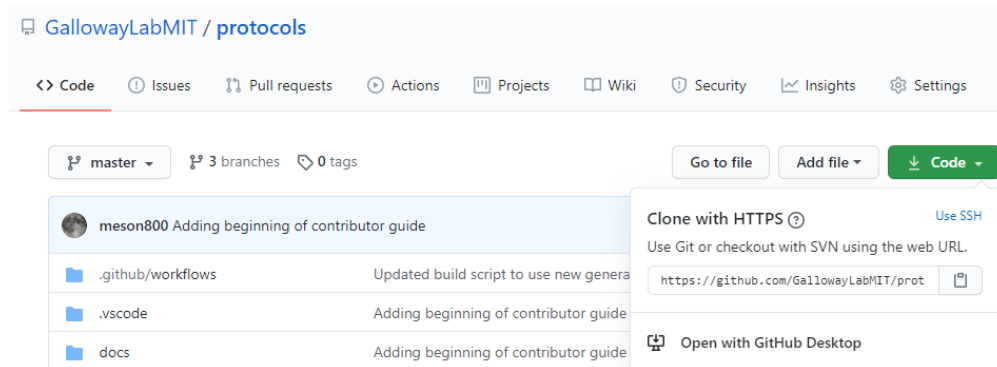 GallowayLabMIT / protocols
Code Issues Pull requests Actions Projects Wiki Security Insights Settings
master 3 branches 0 tags Go to file Add file Code
meson800 Adding beginning of contributor guide
Clone with HTTPS ? Use SSH
Use Git or checkout with SVN using the web URL.
.github/workflows Updated build script to use new genera
https://github.com/GallowayLabMIT/prot
.vscode Adding beginning of contributor guide
Open with GitHub Desktop
docs Adding beginning of contributor guide